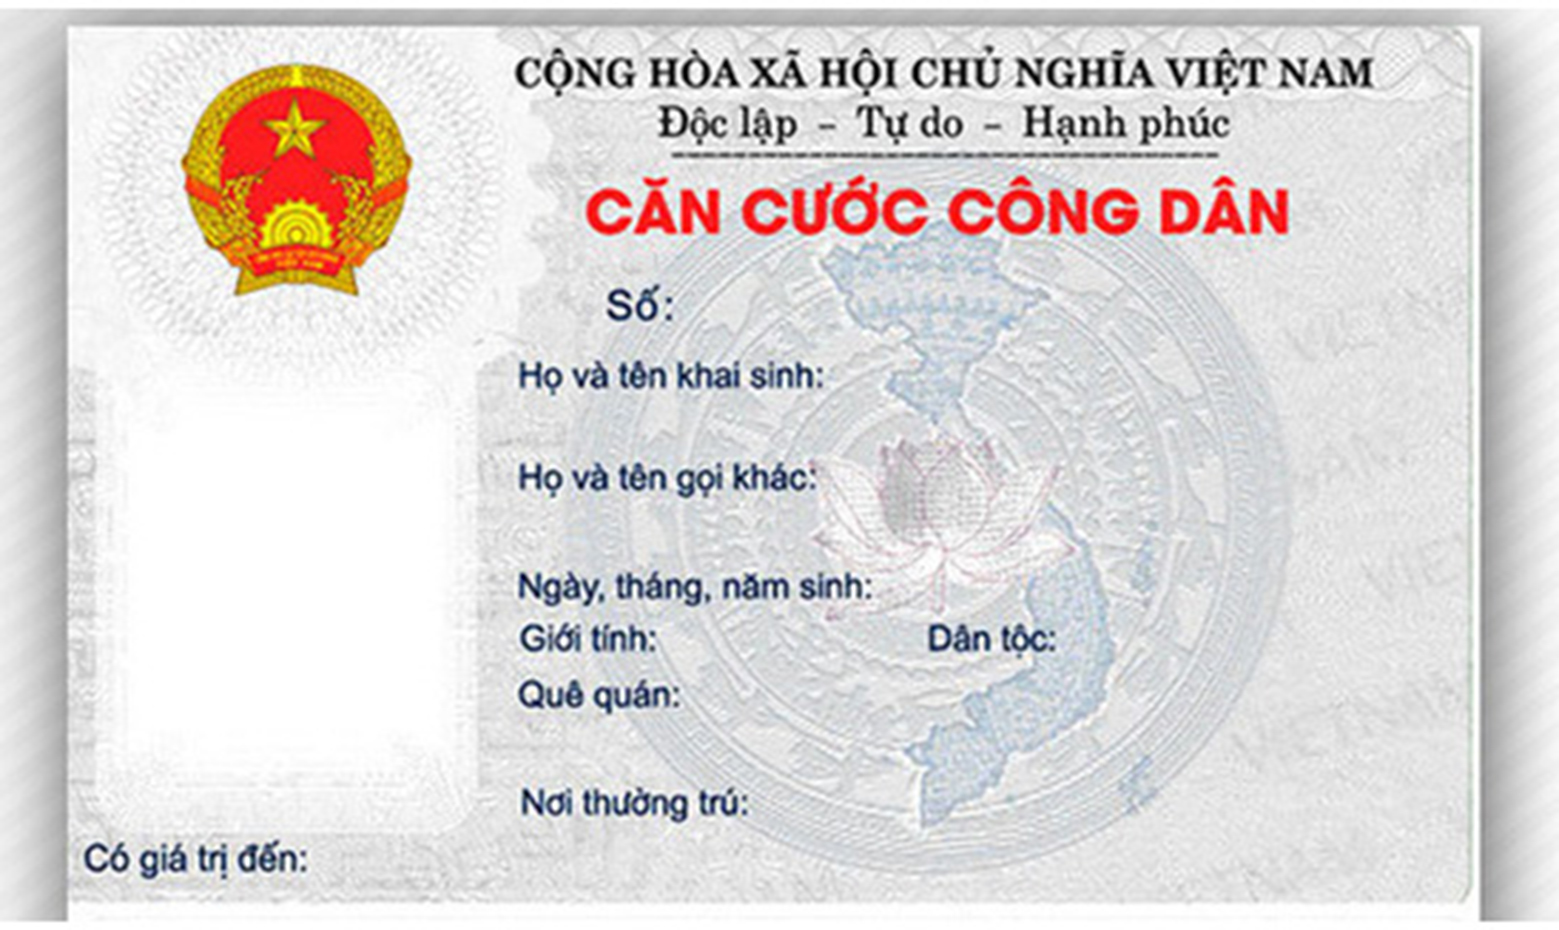 CỘNG HÒA XÃ HỘI CHỦ NGHĨA VIỆT NAM
Độc lập – Tự do – Hạnh phúc
CĂN CƯỚC CÔNG DÂN
Số:
Họ và tên khai sinh:
Họ và tên gọi khác:
Ngày, tháng, năm sinh:
Giới tính: Dân tộc:
Quê quán:
Nơi thường trú:
Có giá trị đến: